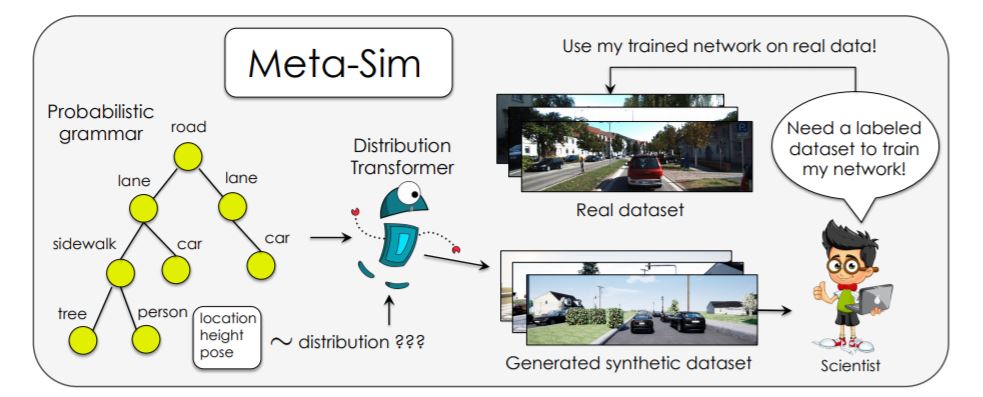 Meta-Sim
Use my trained network on real data!
Probabilistic
grammar
road
lane
lane
sidewalk
car
car
tree
person
location
height
pose
~ distribution ???
Distribution
Transformer
Real dataset
Generated synthetic dataset
Need a labeled
dataset to train
my network!
Scientist